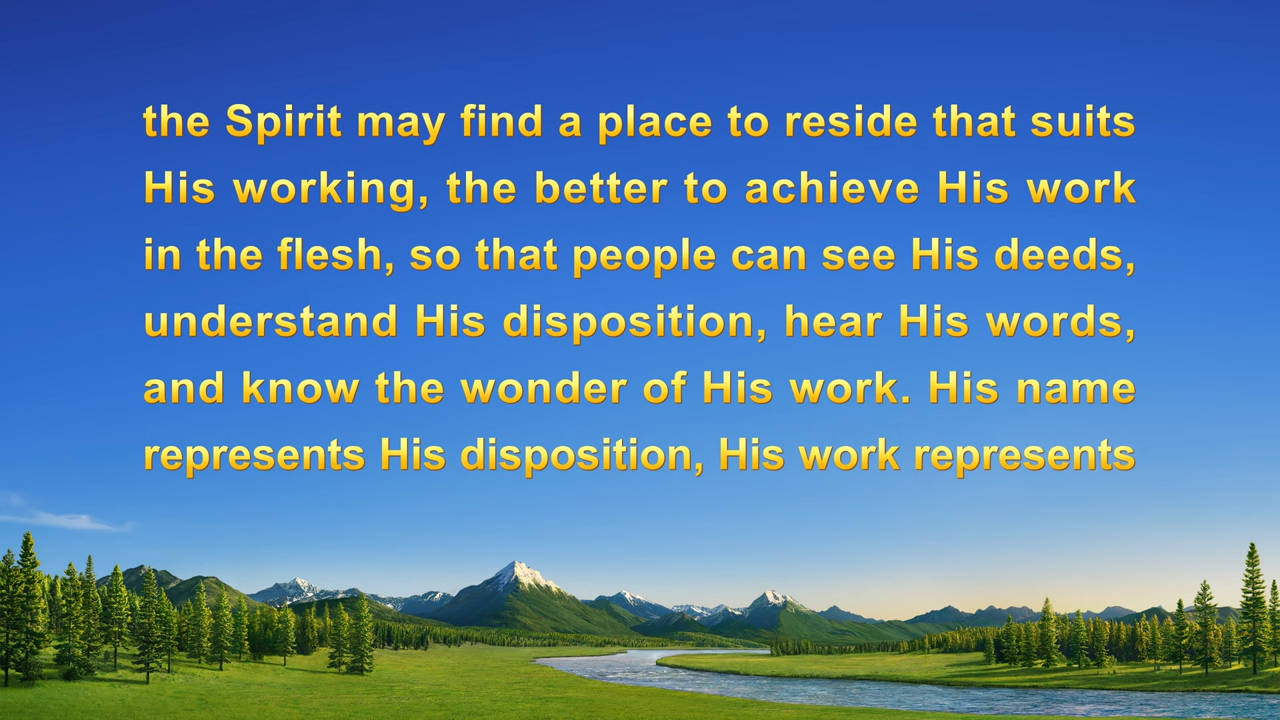 the Spirit may find a place to reside that suits
His working, the better to achieve His work
in the flesh, so that people can see His deeds,
understand His disposition, hear His words,
and know the wonder of His work. His name
represents His disposition, His work represents